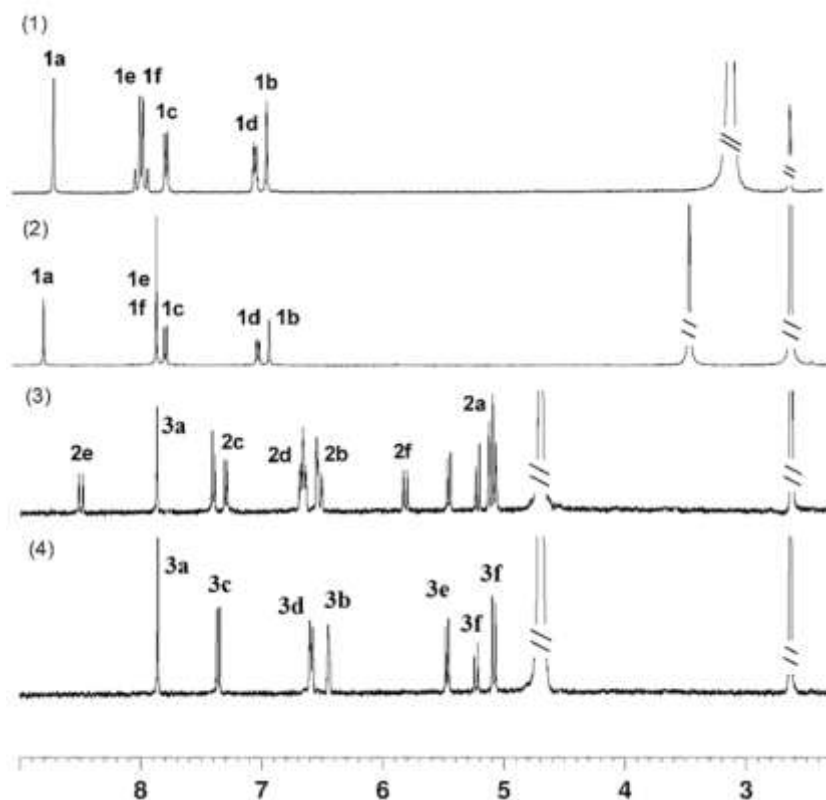 (1)
1a
1e 1f
1c
1d
1b
(2)
1a
1e
1f
1c
1d
1b
(3)
2e
3a
2c
2d
2b
2f
2a
(4)
3a
3c
3d
3b
3e
3f
3f
8 7 6 5 4 3